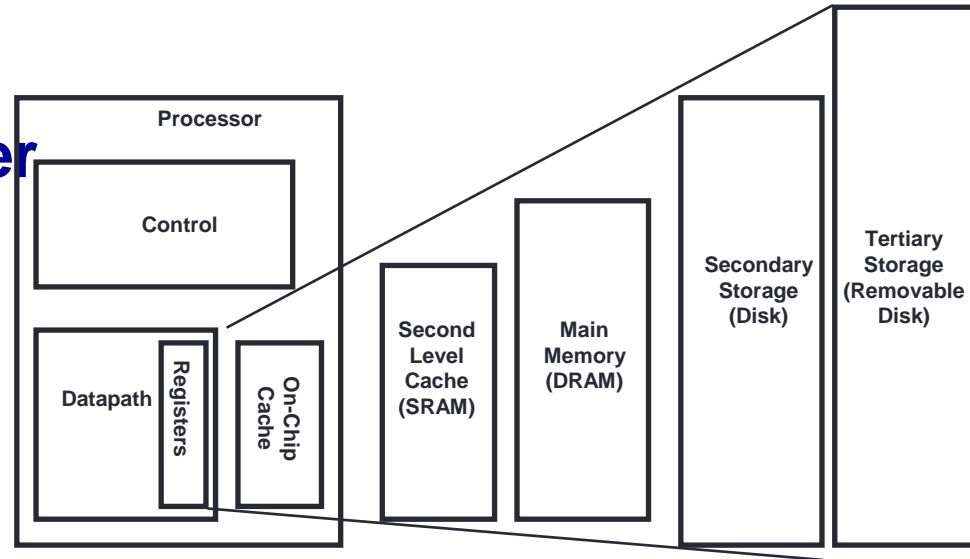 Processor
er
Control
Datapath
Registers
On-Chip
Cache
Second
Level
Cache
(SRAM)
Main
Memory
(DRAM)
Secondary
Storage
(Disk)
Tertiary
Storage
(Removable
Disk)